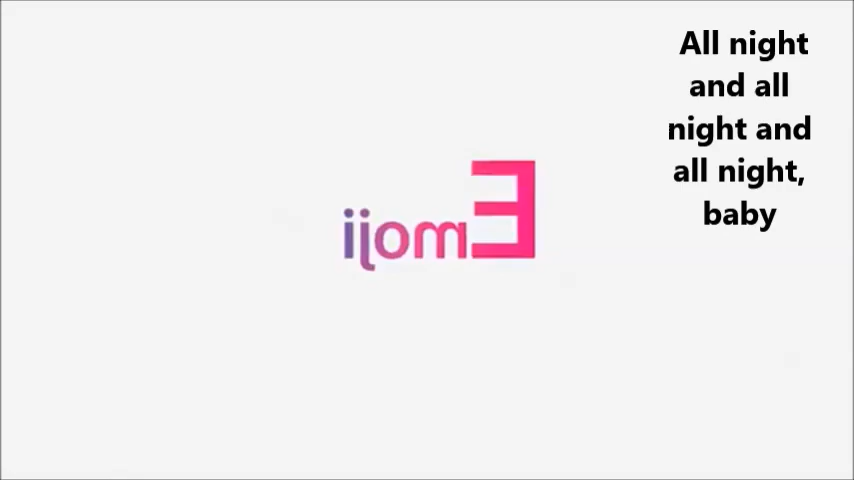 All night
and all
night and
all night,
baby
Emoji